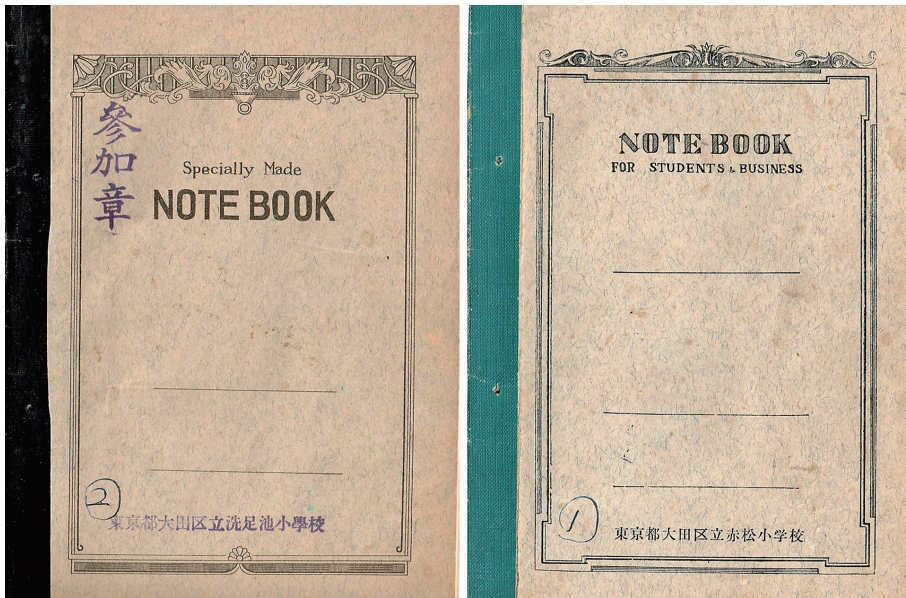 參加章
Specially Made
NOTE BOOK
2
東京都大田区立洗足池小學校
NOTE BOOK
FOR STUDENTS & BUSINESS
1
東京都大田区立赤松小学校